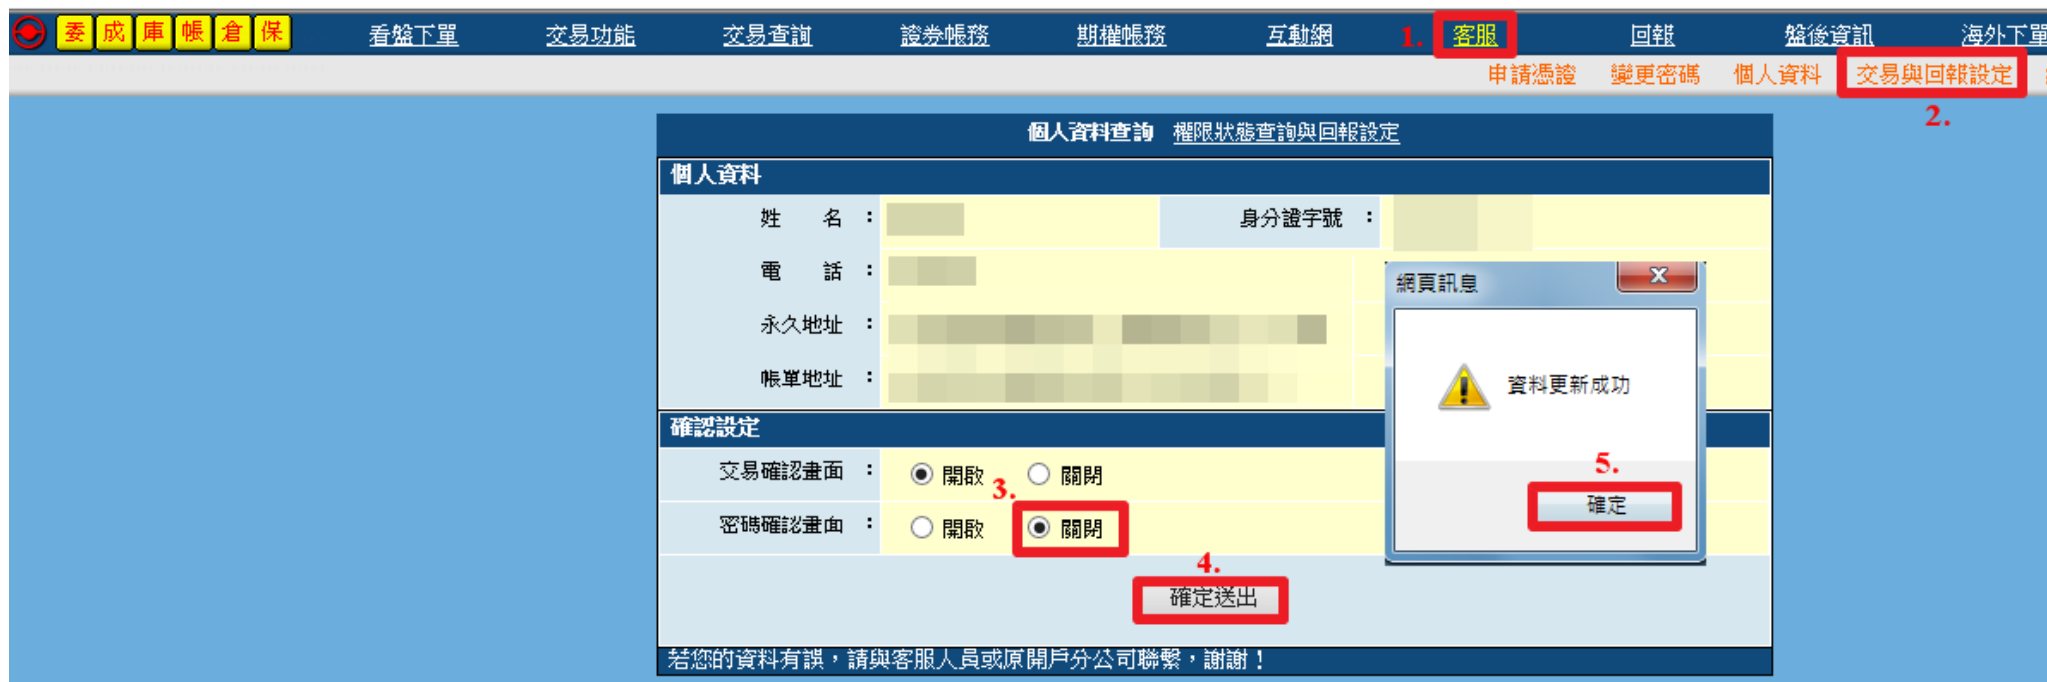 委 成 庫 帳 倉 保 看盤下單 交易功能 交易查詢 證券帳務 期權帳務 互動網 1. 客服 回報 盤後資訊 海外下單
申請憑證 變更密碼 個人資料 交易與回報設定
2.
個人資料查詢 權限狀態查詢與回報設定
個人資料
姓 名 : 身分證字號 :
電 話 :
永久地址 :
帳單地址 :
網頁訊息 X
資料更新成功
5.
確定
確認設定
交易確認畫面 : 開啟 關閉
3.
密碼確認畫面 : 開啟 關閉
4.
確定送出
若您的資料有誤,請與客服人員或原開戶分公司聯繫,謝謝!